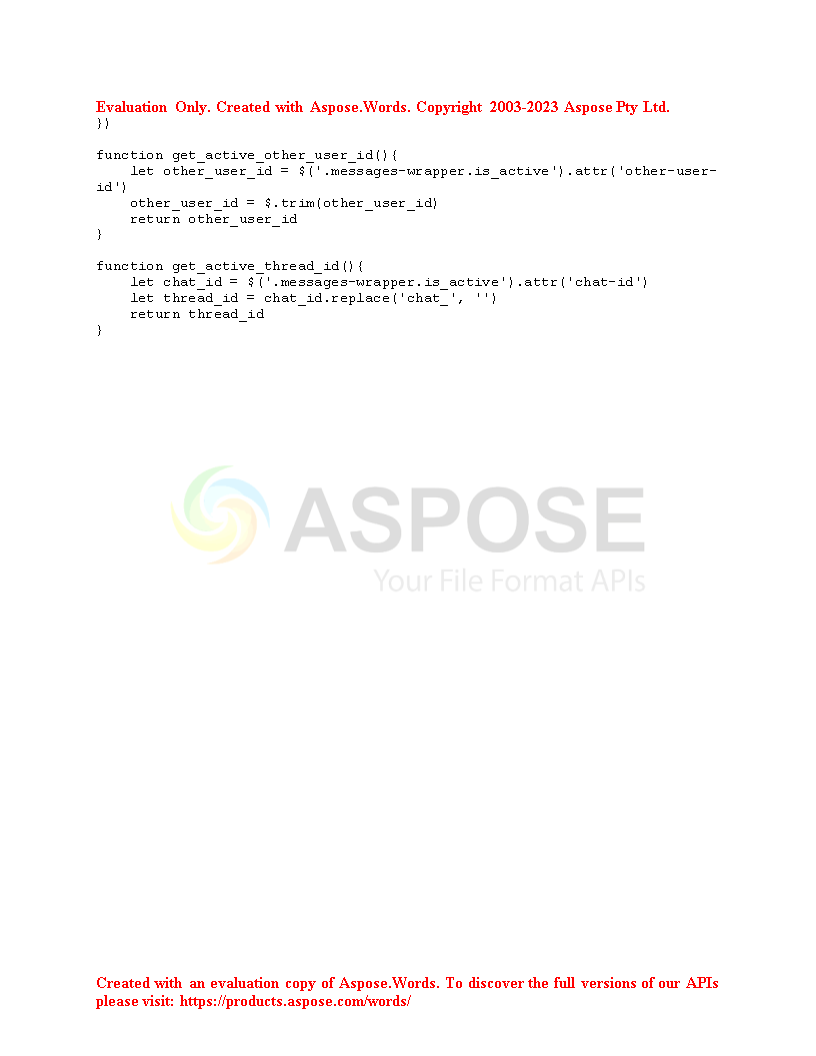 Evaluation Only. Created with Aspose.Words. Copyright 2003-2023 Aspose Pty Ltd.
})
function get_active_other_user_id(){
    let other_user_id = $('.messages-wrapper.is_active').attr('other-user-
id')
    other_user_id = $.trim(other_user_id)
    return other_user_id
}
function get_active_thread_id(){
    let chat_id = $('.messages-wrapper.is_active').attr('chat-id')
    let thread_id = chat_id.replace('chat_', '')
    return thread_id
}
ASPOSE
Your File Format APIs
Created with an evaluation copy of Aspose.Words. To discover the full versions of our APIs
please visit: https://products.aspose.com/words/